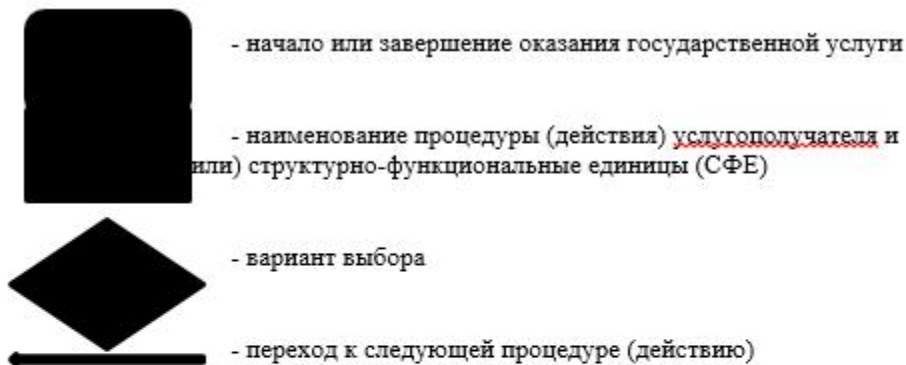 - начало или завершение оказания государственной услуги
- наименование процедуры (действия) услугополучателя и
или) структурно-функциональные единицы (СФЕ)
- вариант выбора
- переход к следующей процедуре (действию)